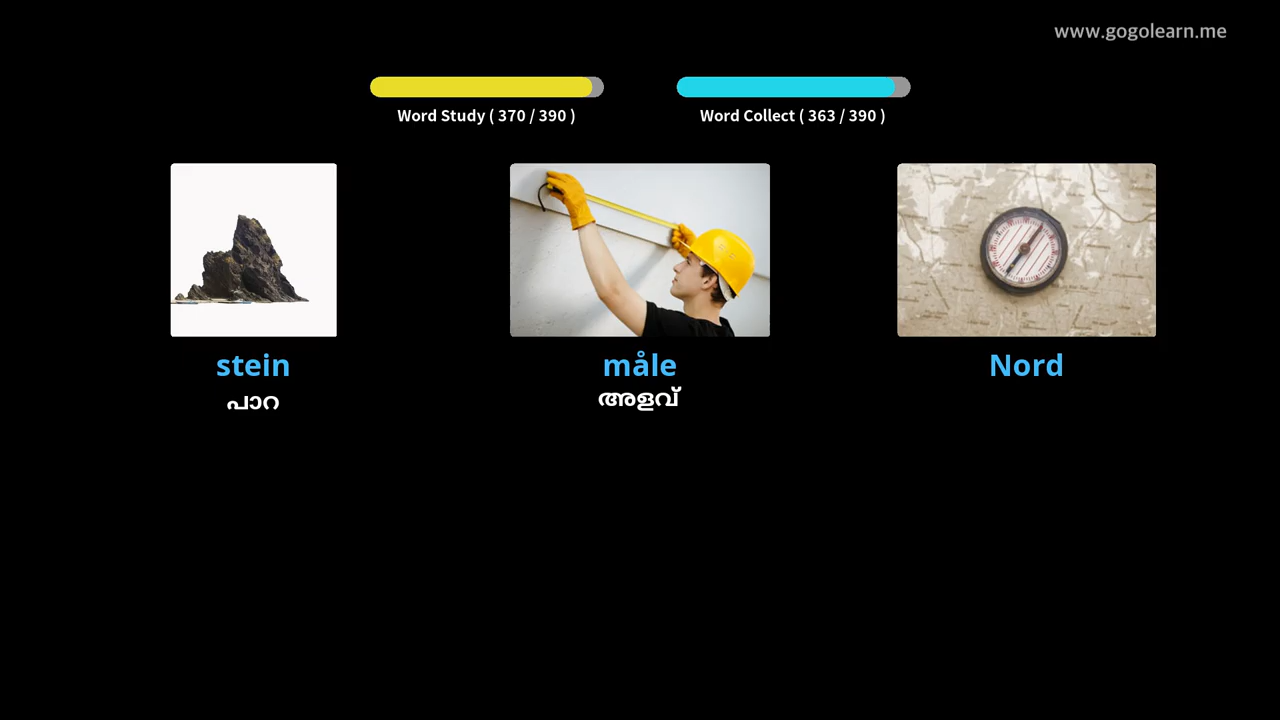 www.gogolearn.me
Word Study ( 370 / 390 )
Word Collect ( 363 / 390 )
stein
måle
Nord
പാറ
അളവ്